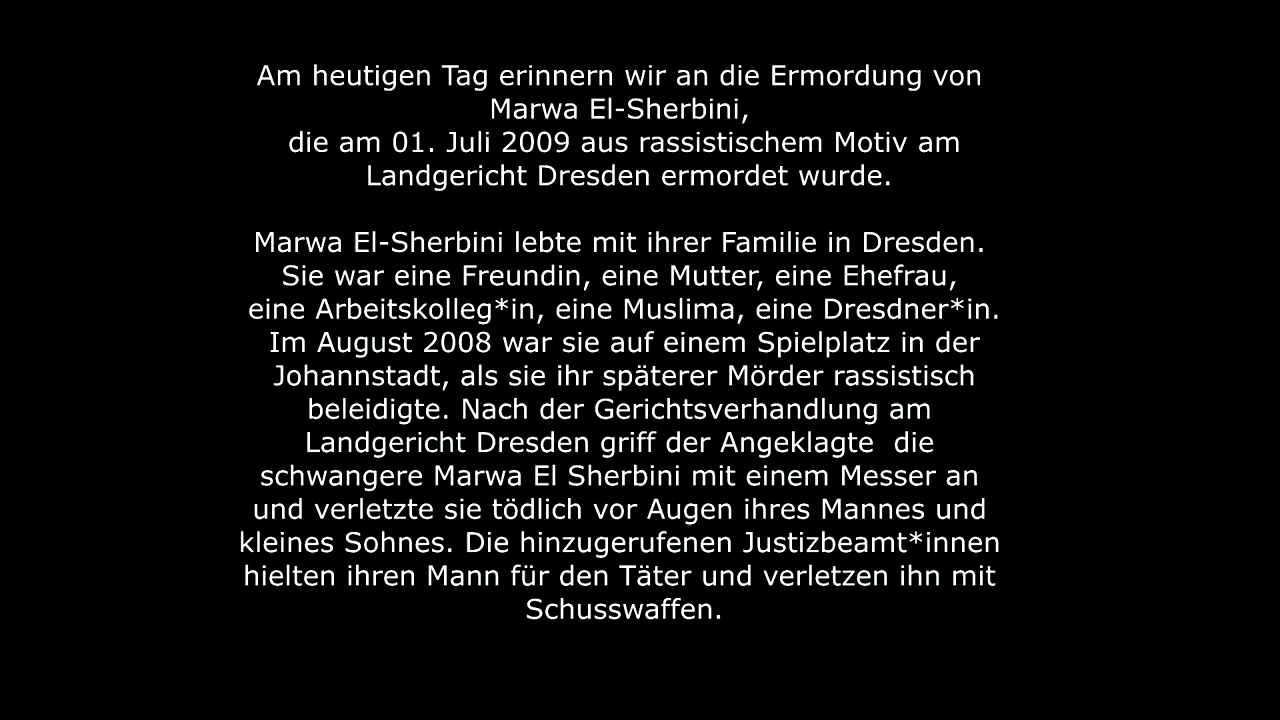 Am heutigen Tag erinnern wir an die Ermordung von
Marwa El-Sherbini,
die am 01. Juli 2009 aus rassistischem Motiv am
Landgericht Dresden ermordet wurde.
Marwa El-Sherbini lebte mit ihrer Familie in Dresden.
Sie war eine Freundin, eine Mutter, eine Ehefrau,
eine Arbeitskolleg*in, eine Muslima, eine Dresdner*in.
Im August 2008 war sie auf einem Spielplatz in der
Johannstadt, als sie ihr späterer Mörder rassistisch
beleidigte. Nach der Gerichtsverhandlung am
Landgericht Dresden griff der Angeklagte  die
schwangere Marwa El Sherbini mit einem Messer an
und verletzte sie tödlich vor Augen ihres Mannes und
kleines Sohnes. Die hinzugerufenen Justizbeamt*innen
hielten ihren Mann für den Täter und verletzen ihn mit
Schusswaffen.